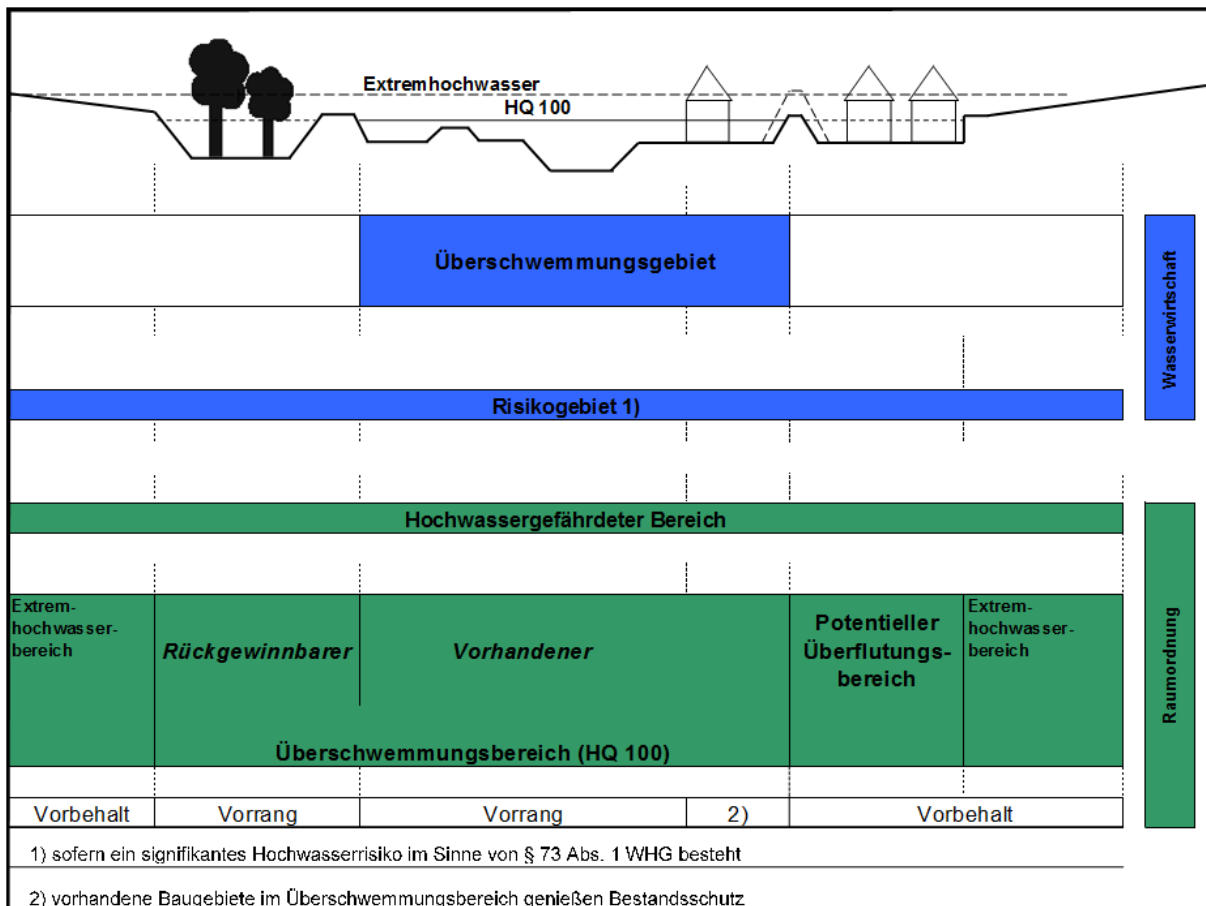 Extremhochwasser
HQ 100
Überschwemmungsgebiet
Wasserwirtschaft
Risikogebiet 1)
Hochwassergefährdeter Bereich
Extrem-
hochwasser-
bereich
Rückgewinnbarer
Vorhandener
Potentieller
Überflutungs-
bereich
Extrem-
hochwasser-
bereich
Überschwemmungsbereich (HQ 100)
Raumordnung
Vorbehalt
Vorrang
Vorrang
2)
Vorbehalt
1) sofern ein signifikantes Hochwasserrisiko im Sinne von § 73 Abs. 1 WHG besteht
2) vorhandene Baugebiete im Überschwemmungsbereich genießen Bestandsschutz